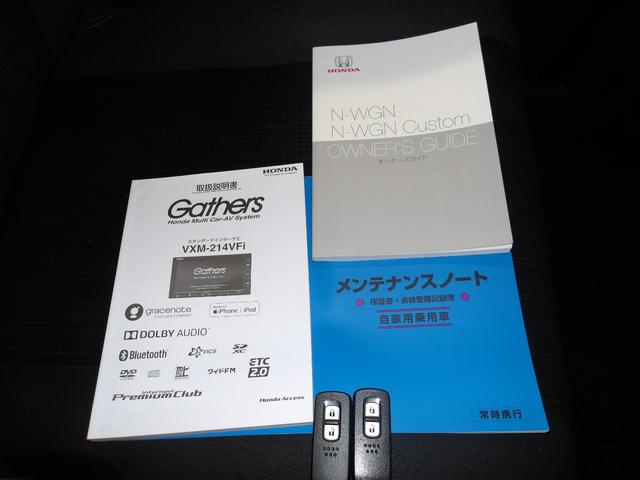 HONDA
N-WGN
N-WGN Custom
OWNER'S GUIDE
オーナーズガイド
HONDA
取扱説明書
Gathers
Honda Multi Car-AV System
スタンダードインターナビ
VXM-214VFi
Gathers
gracenote
iPhone iPod
DOLBY AUDIO
Bluetooth
VICS
SD XC
DVD
ワイドFM
ETC 2.0
internavi
PremiumClub
Honda Access
メンテナンスノート
保証書・点検整備記録簿
自家用乗用車
常時携行